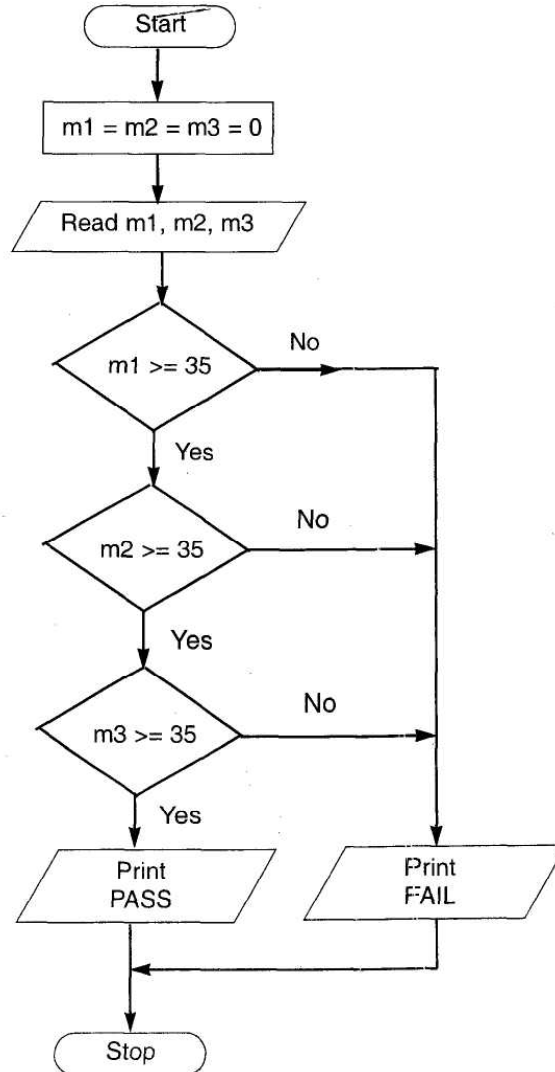 Start
m1 = m2 = m3 = 0
Read m1, m2, m3
m1 >= 35
No
Yes
m2 >= 35
No
Yes
m3 >= 35
No
Yes
Print
PASS
Print
FAIL
Stop